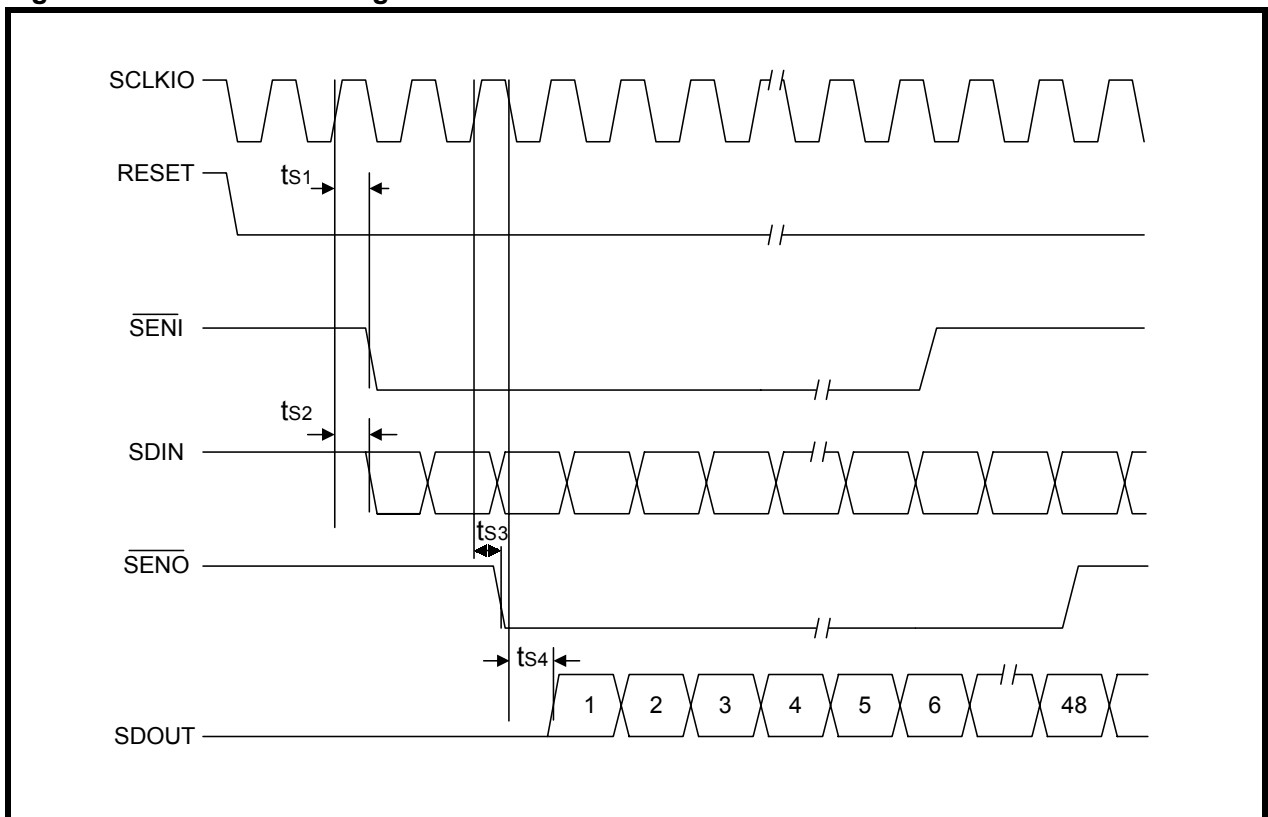 SCLKIO
RESET
ts1
SENI
ts2
SDIN
ts3
SENO
ts4
1 2 3 4 5 6 48
SDOUT